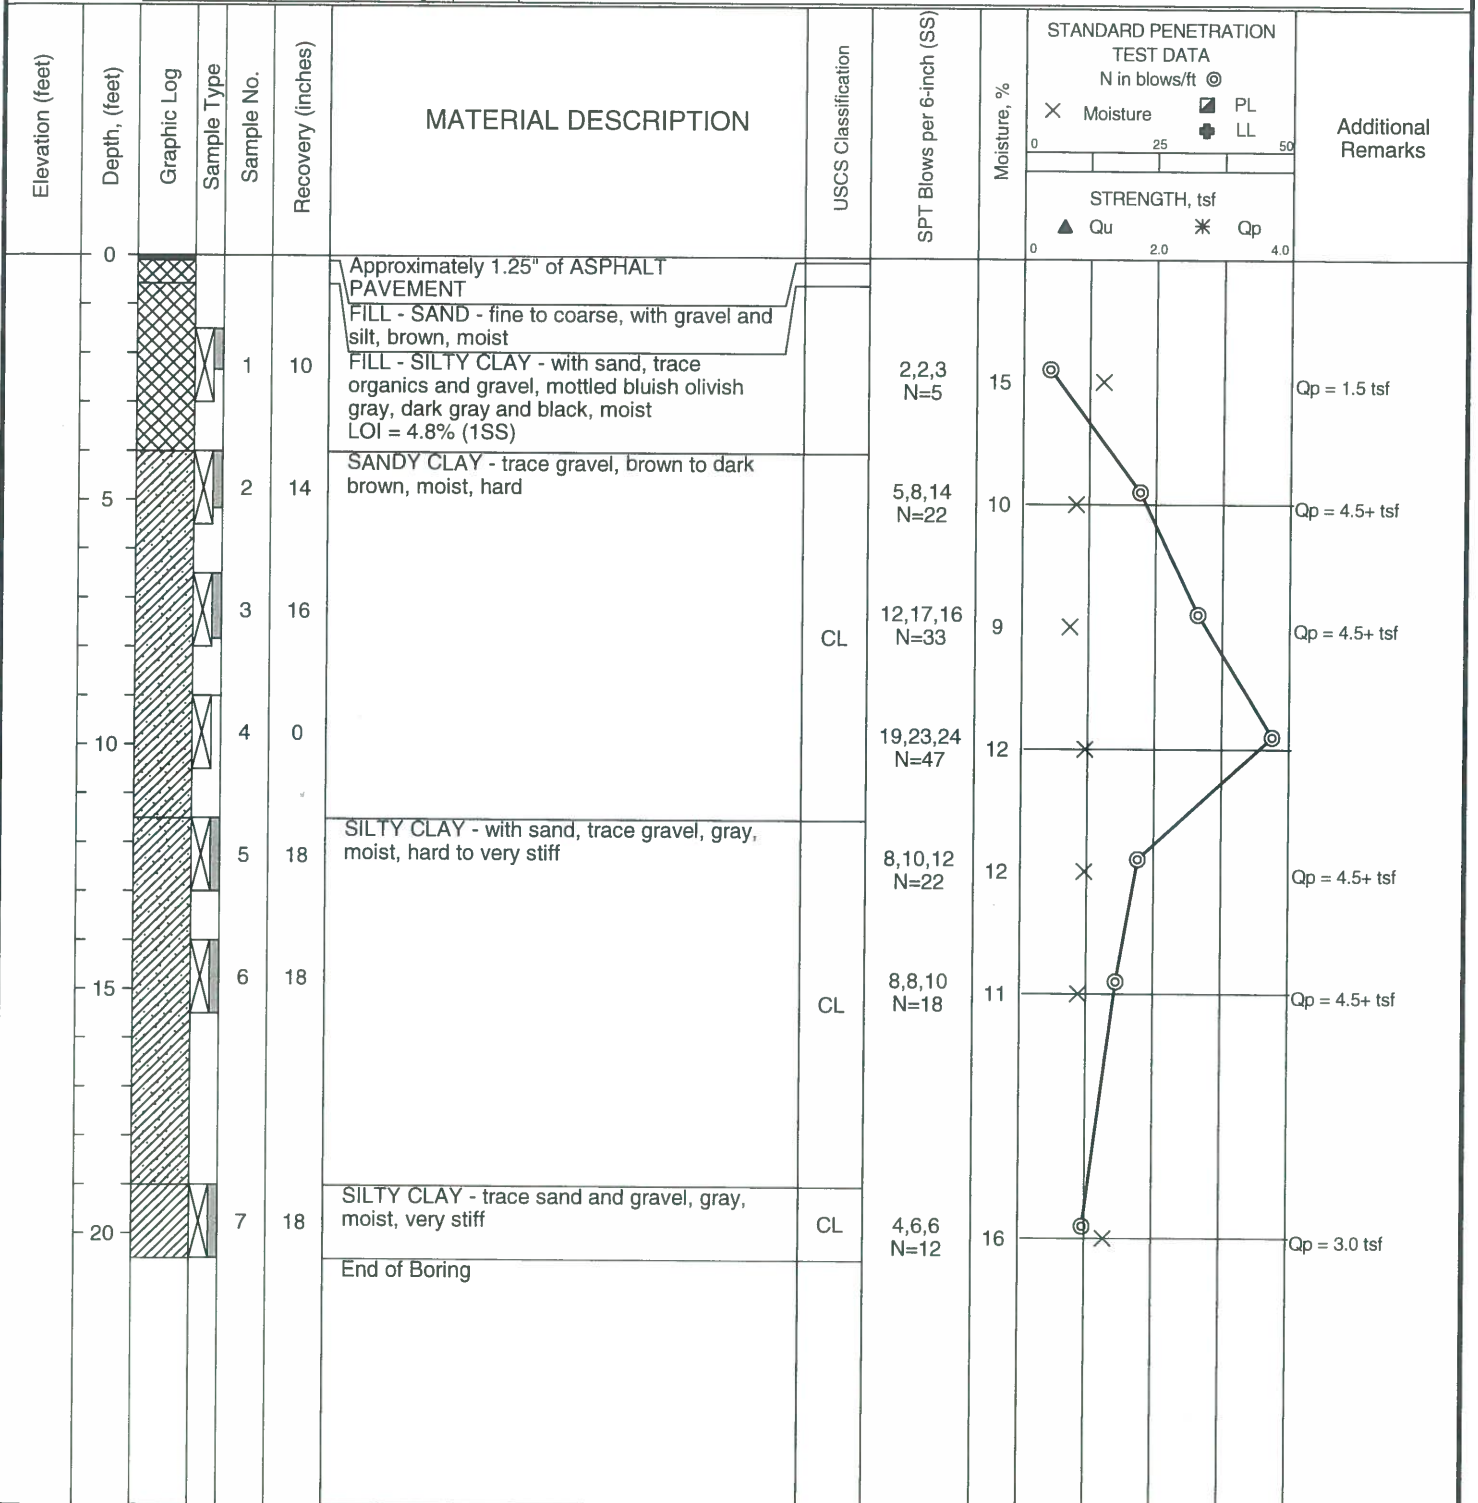 Elevation (feet)
Depth, (feet)
Graphic Log
Sample Type
Sample No.
Recovery (inches)
MATERIAL DESCRIPTION
USCS Classification
SPT Blows per 6-inch (SS)
Moisture, %
STANDARD PENETRATION
TEST DATA
N in blows/ft
Moisture
PL
LL
0 25 50
STRENGTH, tsf
Qu Qp
0 2.0 4.0
Additional
Remarks
0
Approximately 1.25" of ASPHALT
PAVEMENT
FILL - SAND - fine to coarse, with gravel and
silt, brown, moist
FILL - SILTY CLAY - with sand, trace
organics and gravel, mottled bluish olivish
gray, dark gray and black, moist
LOI = 4.8% (1SS)
1 10
2,2,3
N=5
15
Qp = 1.5 tsf
SANDY CLAY - trace gravel, brown to dark
brown, moist, hard
5
2 14
5,8,14
N=22
10
Qp = 4.5+ tsf
3 16
CL
12,17,16
N=33
9
Qp = 4.5+ tsf
10
4 0
19,23,24
N=47
12
SILTY CLAY - with sand, trace gravel, gray,
moist, hard to very stiff
5 18
8,10,12
N=22
12
Qp = 4.5+ tsf
15
6 18
CL
8,8,10
N=18
11
Qp = 4.5+ tsf
SILTY CLAY - trace sand and gravel, gray,
moist, very stiff
20
7 18
CL
4,6,6
N=12
16
Qp = 3.0 tsf
End of Boring